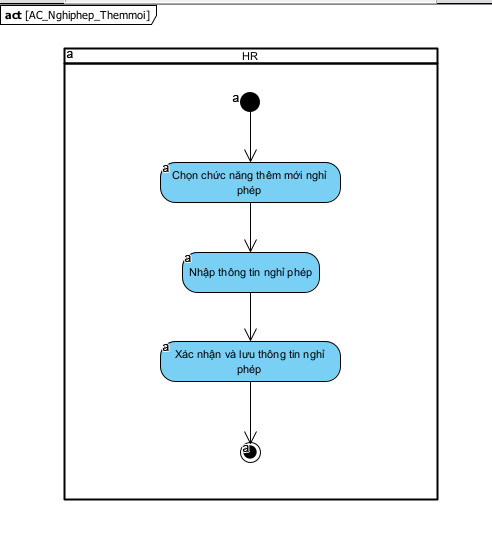 act [AC_Nghiphep_Themmoi]
a
HR
a
a
Chọn chức năng thêm mới nghỉ
phép
a
Nhập thông tin nghỉ phép
a
Xác nhận và lưu thông tin nghỉ
phép
a